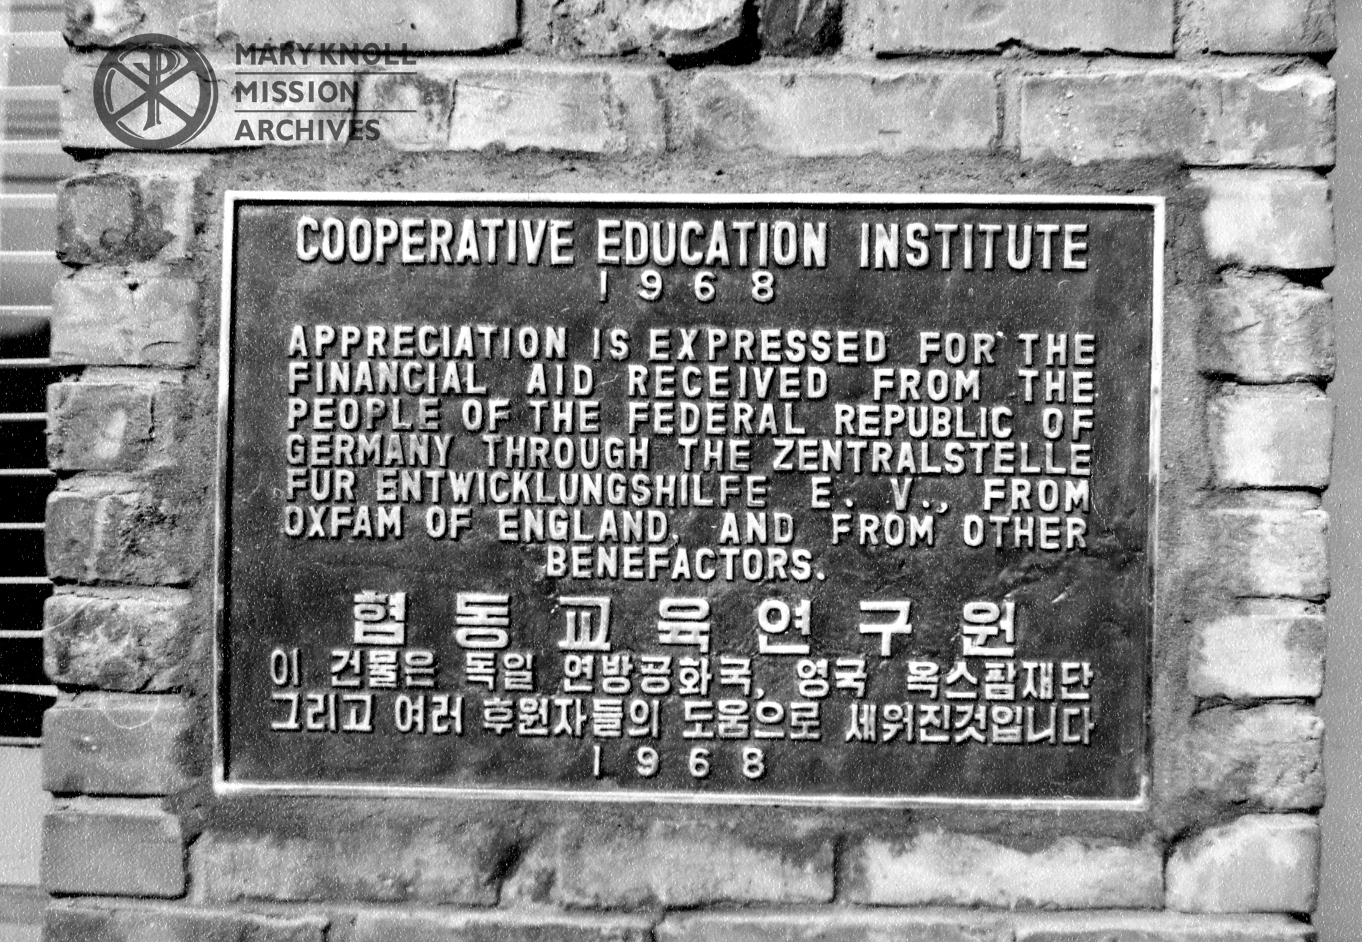 MARYKNOLL
MISSION
ARCHIVES
COOPERATIVE EDUCATION INSTITUTE
1968
APPRECIATION IS EXPRESSED FOR THE
FINANCIAL AID RECEIVED FROM THE
PEOPLE OF THE FEDERAL REPUBLIC OF
GERMANY THROUGH THE ZENTRALSTELLE
FUR ENTWICKLUNGSHILFE E. V., FROM
OXFAM OF ENGLAND, AND FROM OTHER
BENEFACTORS.
협동교육연구원
이 건물은 독일 연방공화국, 영국 옥스팜재단
그리고 여러 후원자들의 도움으로 세워진것입니다
1968